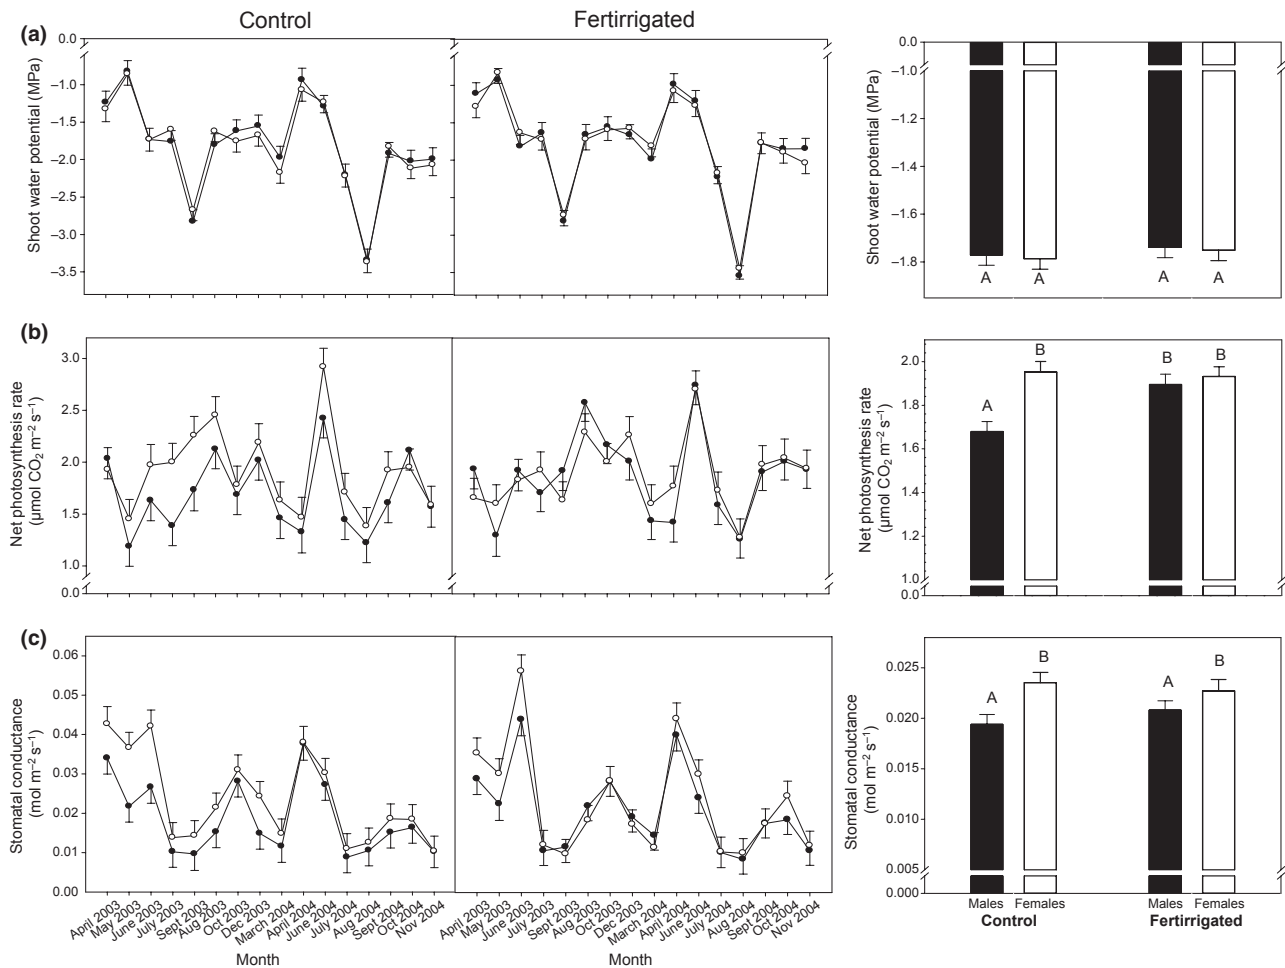 Control
Fertirrigated
(a)
Shoot water potential (MPa)
0.0
–1.0
–1.5
–2.0
–2.5
–3.0
–3.5
Shoot water potential (MPa)
0.0
–1.0
–1.2
–1.4
–1.6
–1.8
A A A A
(b)
Net photosynthesis rate
(µmol CO₂ m⁻² s⁻¹)
3.0
2.5
2.0
1.5
1.0
0.0
Net photosynthesis rate
(µmol CO₂ m⁻² s⁻¹)
2.0
1.8
1.6
1.4
1.2
1.0
0.0
A B B B
(c)
Stomatal conductance
(mol m⁻² s⁻¹)
0.06
0.05
0.04
0.03
0.02
0.01
0.00
April 2003
May 2003
June 2003
July 2003
Sept 2003
Aug 2003
Oct 2003
Dec 2003
March 2004
April 2004
June 2004
July 2004
Aug 2004
Sept 2004
Oct 2004
Nov 2004
Month
April 2003
May 2003
June 2003
July 2003
Sept 2003
Aug 2003
Oct 2003
Dec 2003
March 2004
April 2004
June 2004
July 2004
Aug 2004
Sept 2004
Oct 2004
Nov 2004
Month
Stomatal conductance
(mol m⁻² s⁻¹)
0.025
0.020
0.015
0.010
0.005
0.000
A B A B
Males Females Males Females
Control Fertirrigated